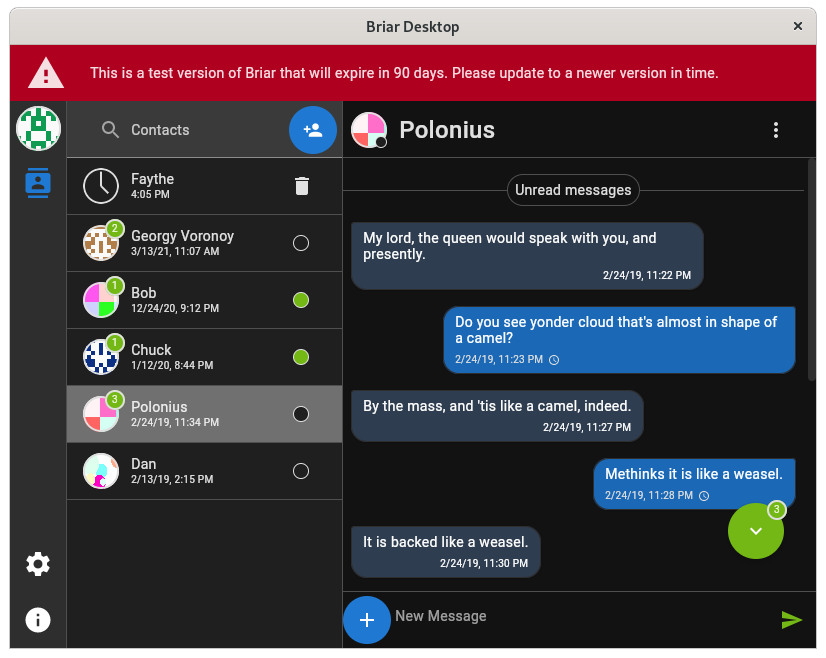 Briar Desktop
This is a test version of Briar that will expire in 90 days. Please update to a newer version in time.
Contacts
Faythe
4:05 PM
2
Georgy Voronoy
3/13/21, 11:07 AM
1
Bob
12/24/20, 9:12 PM
1
Chuck
1/12/20, 8:44 PM
3
Polonius
2/24/19, 11:34 PM
Dan
2/13/19, 2:15 PM
Polonius
Unread messages
My lord, the queen would speak with you, and
presently.
2/24/19, 11:22 PM
Do you see yonder cloud that's almost in shape of
a camel?
2/24/19, 11:23 PM
By the mass, and 'tis like a camel, indeed.
2/24/19, 11:27 PM
Methinks it is like a weasel.
2/24/19, 11:28 PM
3
It is backed like a weasel.
2/24/19, 11:30 PM
New Message